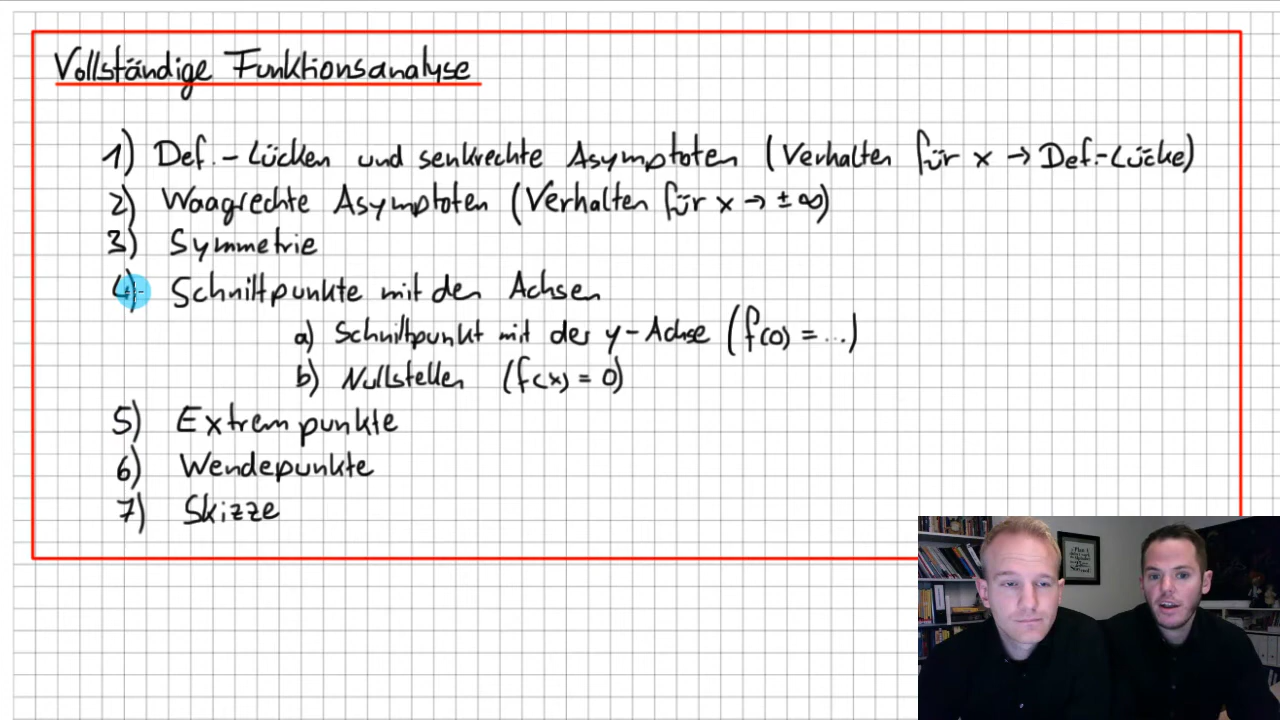 Vollständige Funktionsanalyse
1) Def.-Lücken und senkrechte Asymptoten (Verhalten für x → Def.-Lücke)
2) Waagrechte Asymptoten (Verhalten für x → ± ∞)
3) Symmetrie
4) Schnittpunkte mit den Achsen
a) Schnittpunkt mit der y-Achse (f(0) = ...)
b) Nullstellen (f(x) = 0)
5) Extrempunkte
6) Wendepunkte
7) Skizze